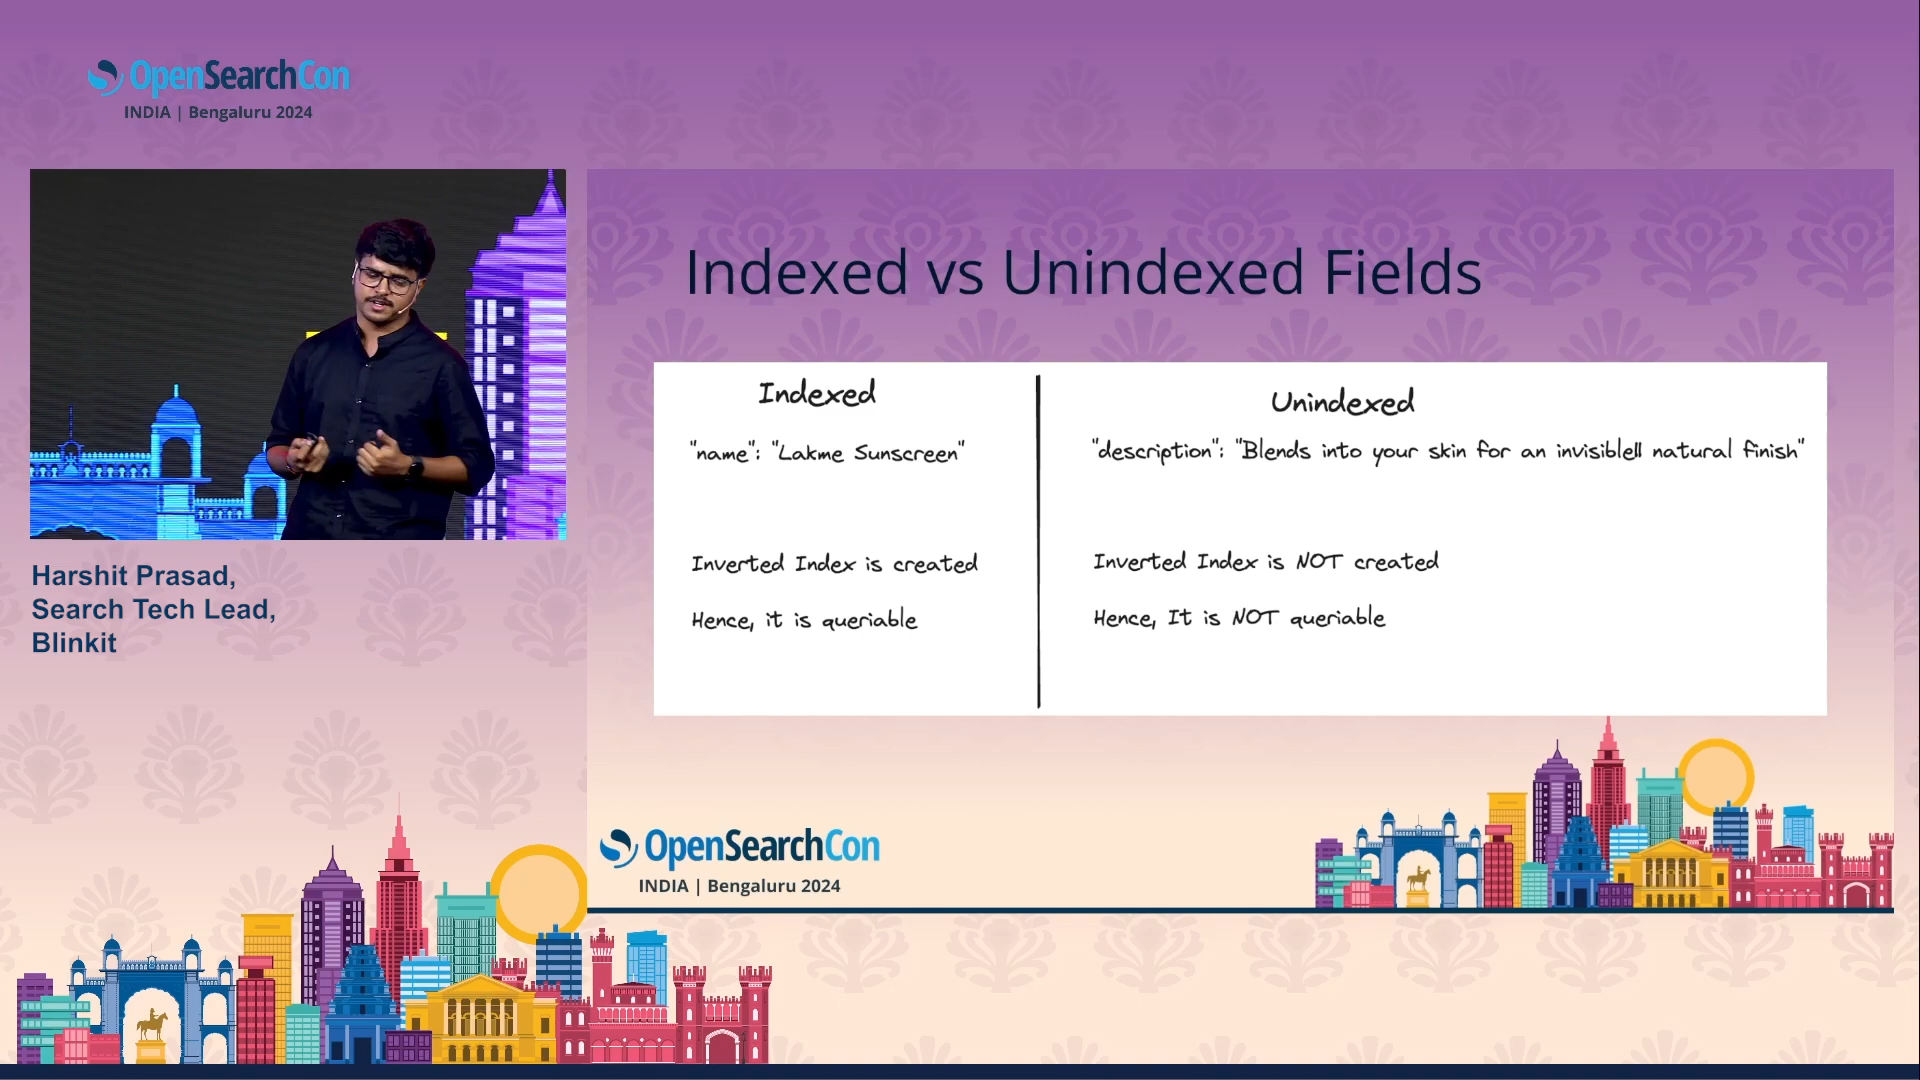 OpenSearchCon
INDIA | Bengaluru 2024
Harshit Prasad,
Search Tech Lead,
Blinkit
Indexed vs Unindexed Fields
Indexed
"name": "Lakme Sunscreen"
Inverted Index is created
Hence, it is queriable
Unindexed
"description": "Blends into your skin for an invisiblell natural finish"
Inverted Index is NOT created
Hence, It is NOT queriable
OpenSearchCon
INDIA | Bengaluru 2024